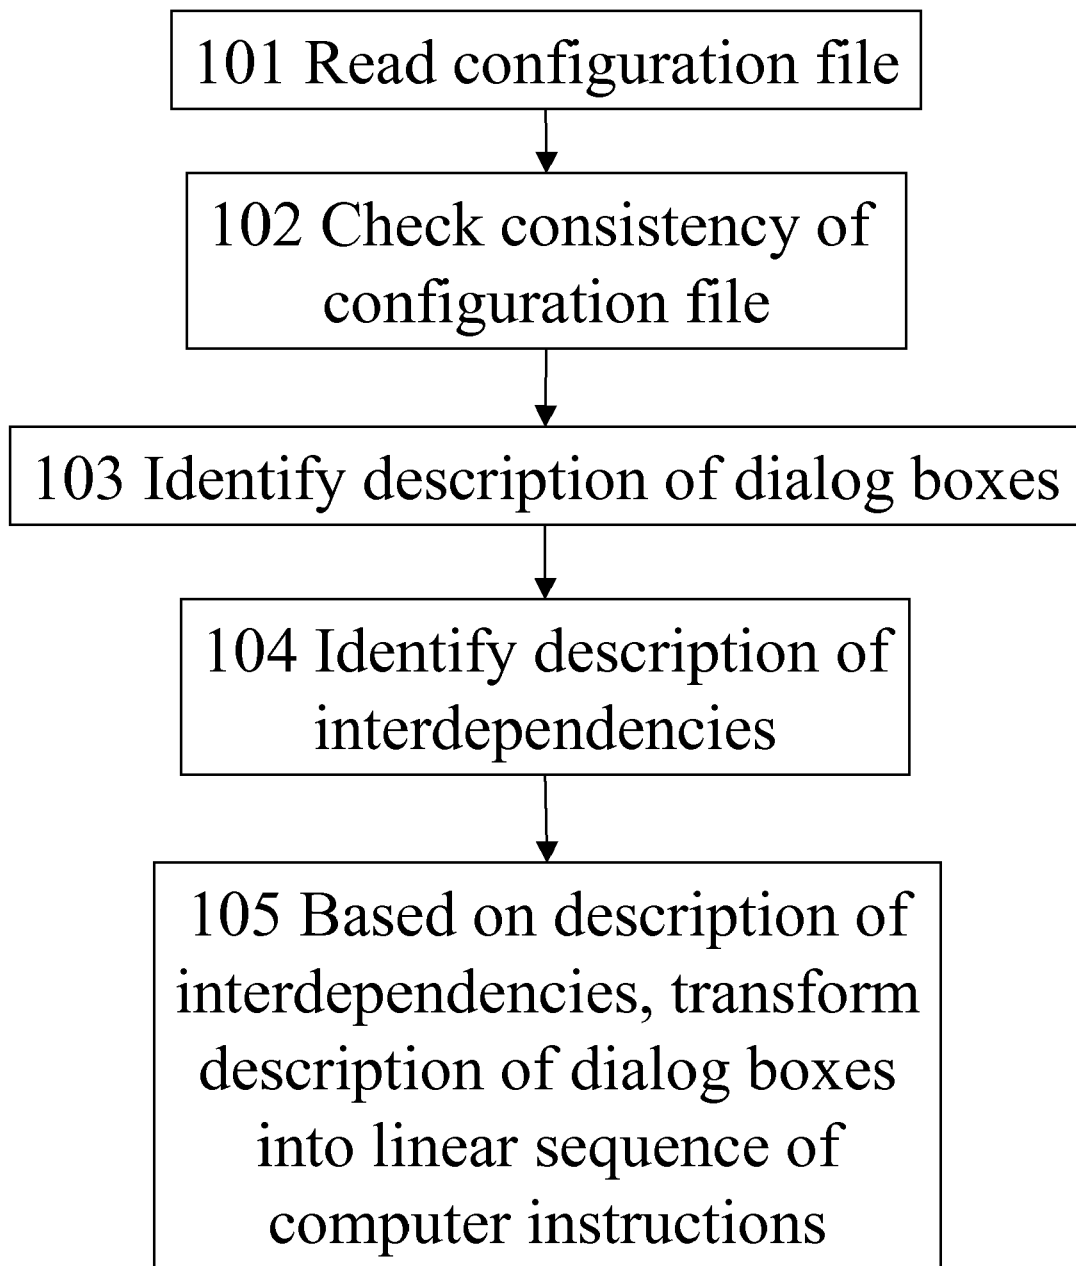 101 Read configuration file
102 Check consistency of
configuration file
103 Identify description of dialog boxes
104 Identify description of
interdependencies
105 Based on description of
interdependencies, transform
description of dialog boxes
into linear sequence of
computer instructions